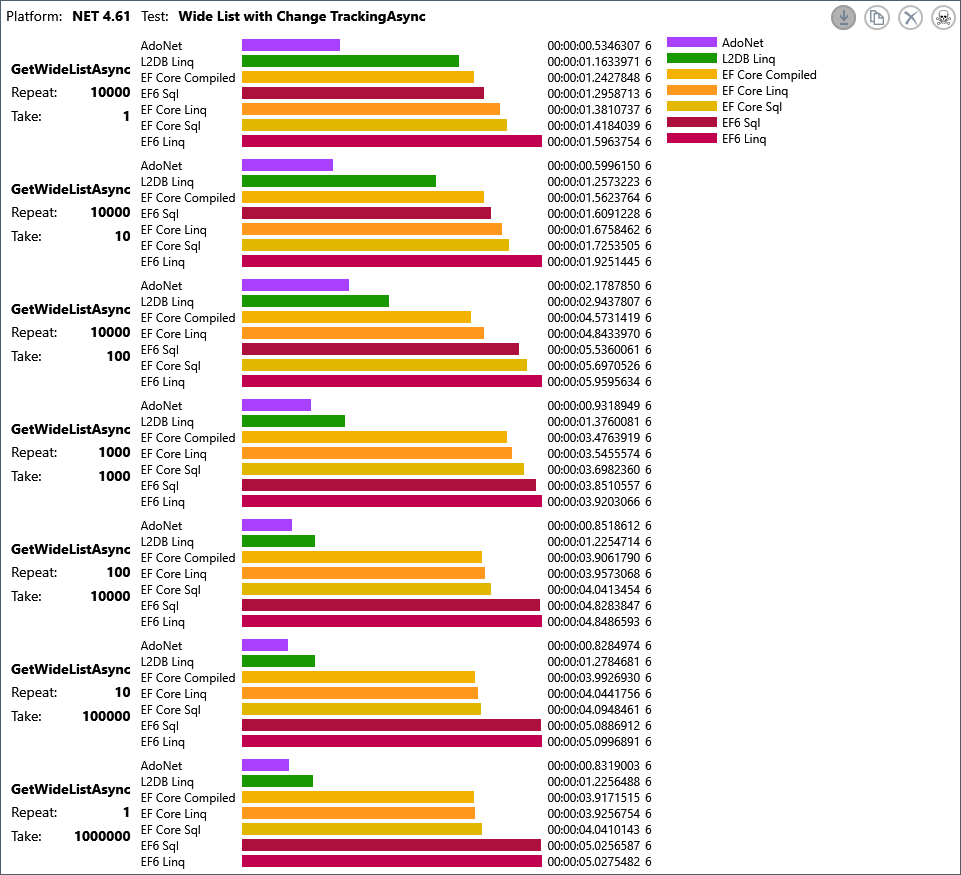 Platform: NET 4.61 Test: Wide List with Change TrackingAsync
AdoNet
L2DB Linq
EF Core Compiled
EF Core Linq
EF Core Sql
EF6 Sql
EF6 Linq
GetWideListAsync
Repeat: 10000
Take: 1
AdoNet 00:00:00.5346307 6
L2DB Linq 00:00:01.1633971 6
EF Core Compiled 00:00:01.2427848 6
EF6 Sql 00:00:01.2958713 6
EF Core Linq 00:00:01.3810737 6
EF Core Sql 00:00:01.4184039 6
EF6 Linq 00:00:01.5963754 6
GetWideListAsync
Repeat: 10000
Take: 10
AdoNet 00:00:00.5996150 6
L2DB Linq 00:00:01.2573223 6
EF Core Compiled 00:00:01.5623764 6
EF6 Sql 00:00:01.6091228 6
EF Core Linq 00:00:01.6758462 6
EF Core Sql 00:00:01.7253505 6
EF6 Linq 00:00:01.9251445 6
GetWideListAsync
Repeat: 10000
Take: 100
AdoNet 00:00:02.1787850 6
L2DB Linq 00:00:02.9437807 6
EF Core Compiled 00:00:04.5731419 6
EF Core Linq 00:00:04.8433970 6
EF6 Sql 00:00:05.5360061 6
EF Core Sql 00:00:05.6970526 6
EF6 Linq 00:00:05.9595634 6
GetWideListAsync
Repeat: 1000
Take: 1000
AdoNet 00:00:00.9318949 6
L2DB Linq 00:00:01.3760081 6
EF Core Compiled 00:00:03.4763919 6
EF Core Linq 00:00:03.5455574 6
EF Core Sql 00:00:03.6982360 6
EF6 Sql 00:00:03.8510557 6
EF6 Linq 00:00:03.9203066 6
GetWideListAsync
Repeat: 100
Take: 10000
AdoNet 00:00:00.8518612 6
L2DB Linq 00:00:01.2254714 6
EF Core Compiled 00:00:03.9061790 6
EF Core Linq 00:00:03.9573068 6
EF Core Sql 00:00:04.0413454 6
EF6 Sql 00:00:04.8283847 6
EF6 Linq 00:00:04.8486593 6
GetWideListAsync
Repeat: 10
Take: 100000
AdoNet 00:00:00.8284974 6
L2DB Linq 00:00:01.2784681 6
EF Core Compiled 00:00:03.9926930 6
EF Core Linq 00:00:04.0441756 6
EF Core Sql 00:00:04.0948461 6
EF6 Sql 00:00:05.0886912 6
EF6 Linq 00:00:05.0996891 6
GetWideListAsync
Repeat: 1
Take: 1000000
AdoNet 00:00:00.8319003 6
L2DB Linq 00:00:01.2256488 6
EF Core Compiled 00:00:03.9171515 6
EF Core Linq 00:00:03.9256754 6
EF Core Sql 00:00:04.0410143 6
EF6 Sql 00:00:05.0256587 6
EF6 Linq 00:00:05.0275482 6